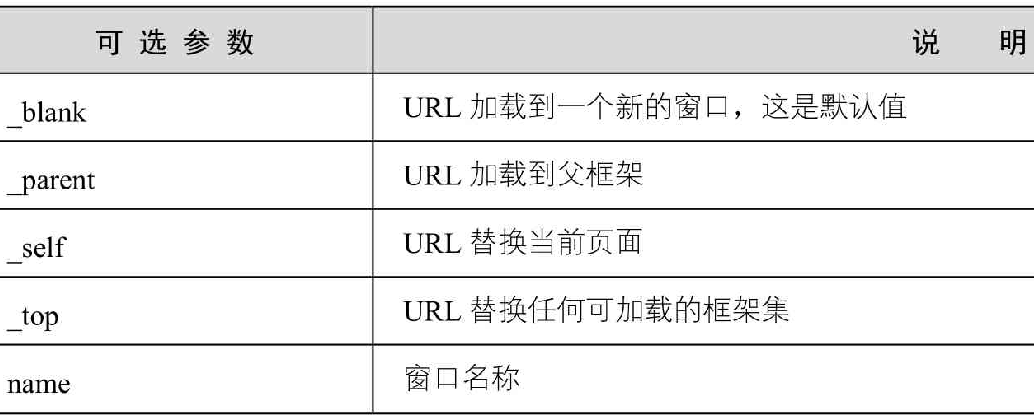 可选参数 说明
_blank URL 加载到一个新的窗口，这是默认值
_parent URL 加载到父框架
_self URL 替换当前页面
_top URL 替换任何可加载的框架集
name 窗口名称